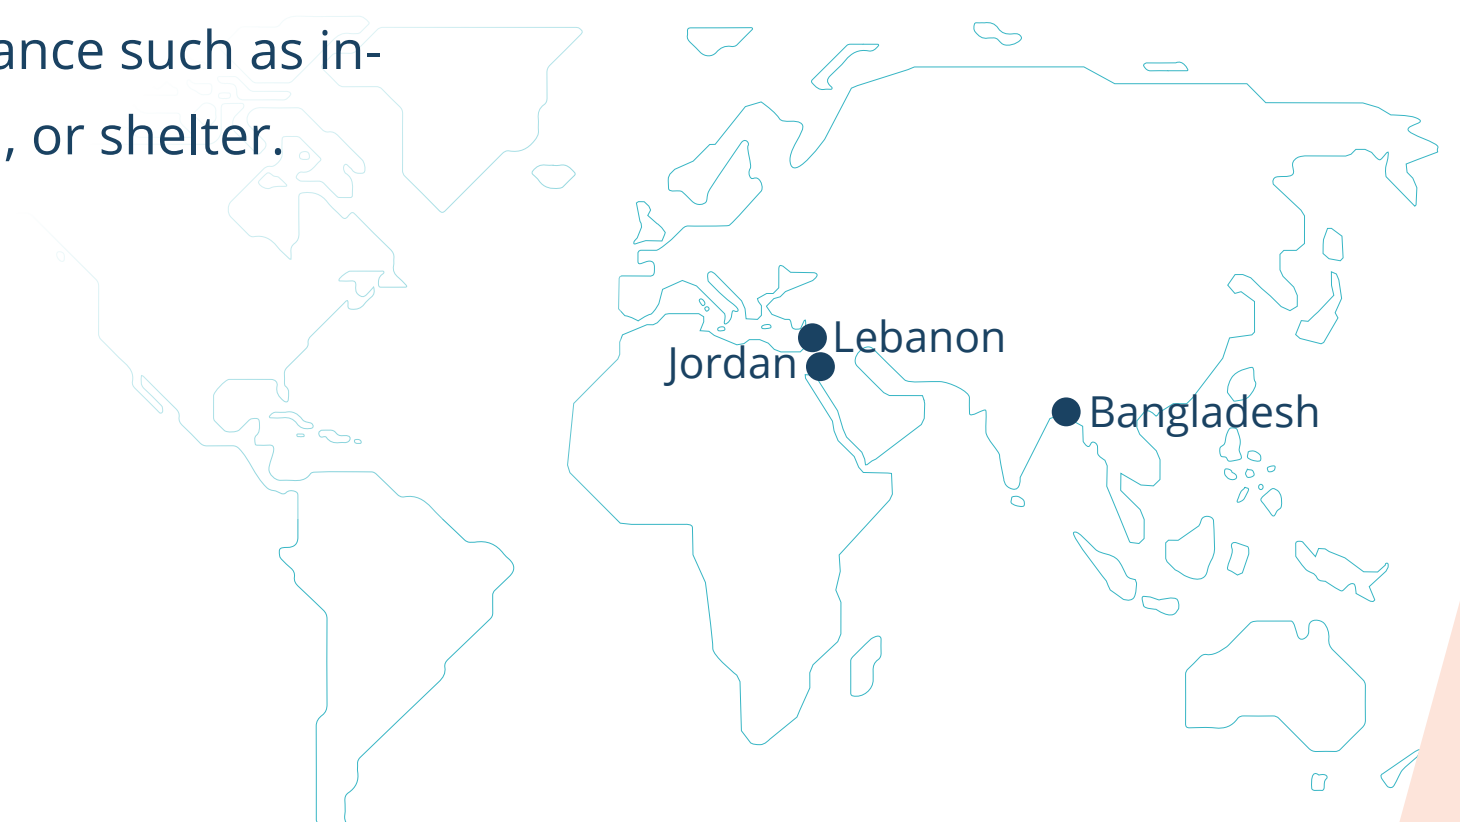 ance such as in-
, or shelter.
Lebanon
Jordan
Bangladesh